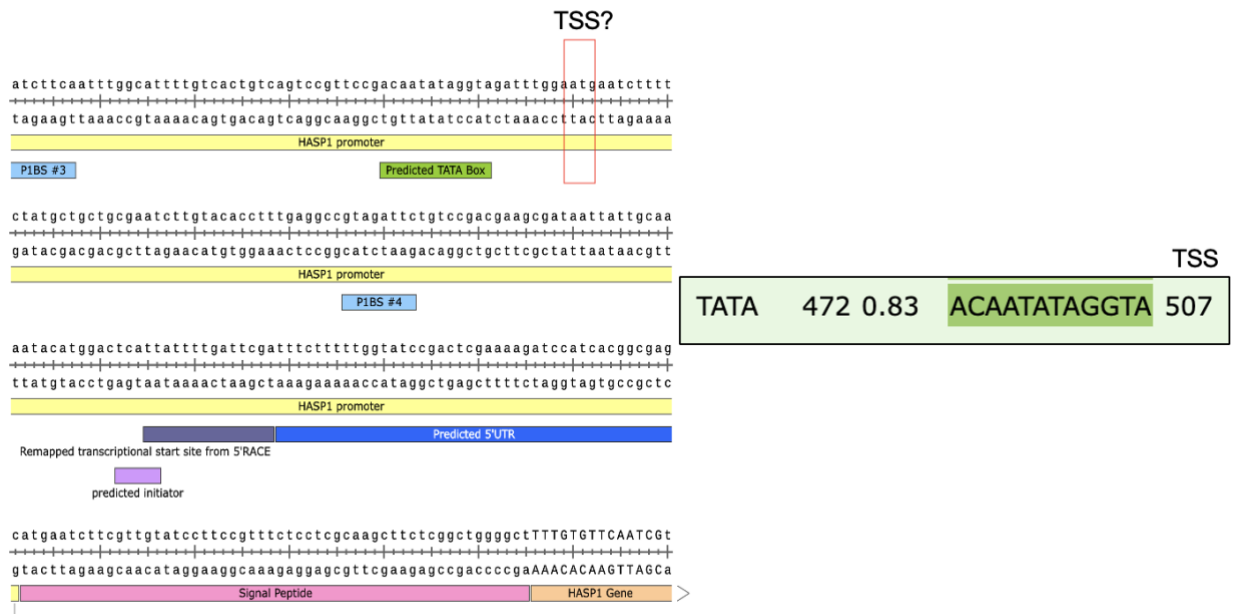 TSS?
atcttcaatttggcattttgtcactgtcagtccgttccgacaatataggtagatttggaatgaatctttt
tagaagttaaaccgtaaaacagtgacagtcaggcaaggctgttatatccatctaaaccttacttagaaaa
HASP1 promoter
P1BS #3
Predicted TATA Box
ctatgctgctgcgaatcttgtacacctttgaggccgtagattctgtccgacgaagcgataattattgcaa
gatacgacgacgcttagaacatgtggaaactccggcatctaagacaggctgcttcgctattaataacgtt
HASP1 promoter
P1BS #4
TSS
TATA 472 0.83 ACAATATAGGTA 507
aatacatggactcattattttgattcgatttctttttggtatccgactcgaaaagatccatcacggcgag
ttatgtacctgagtaataaaactaagctaaagaaaaaccataggctgagcttttctaggtagtgccgctc
HASP1 promoter
Predicted 5'UTR
Remapped transcriptional start site from 5'RACE
predicted initiator
catgaatcttcgttgtatccttccgtttctcctcgcaagcttctcggctggggctTTTGTGTTCAATCGt
gtacttagaagcaacataggaaggcaaagaggagcgttcgaagagccgaccccgaAAACACAAGTTAGCa
Signal Peptide
HASP1 Gene